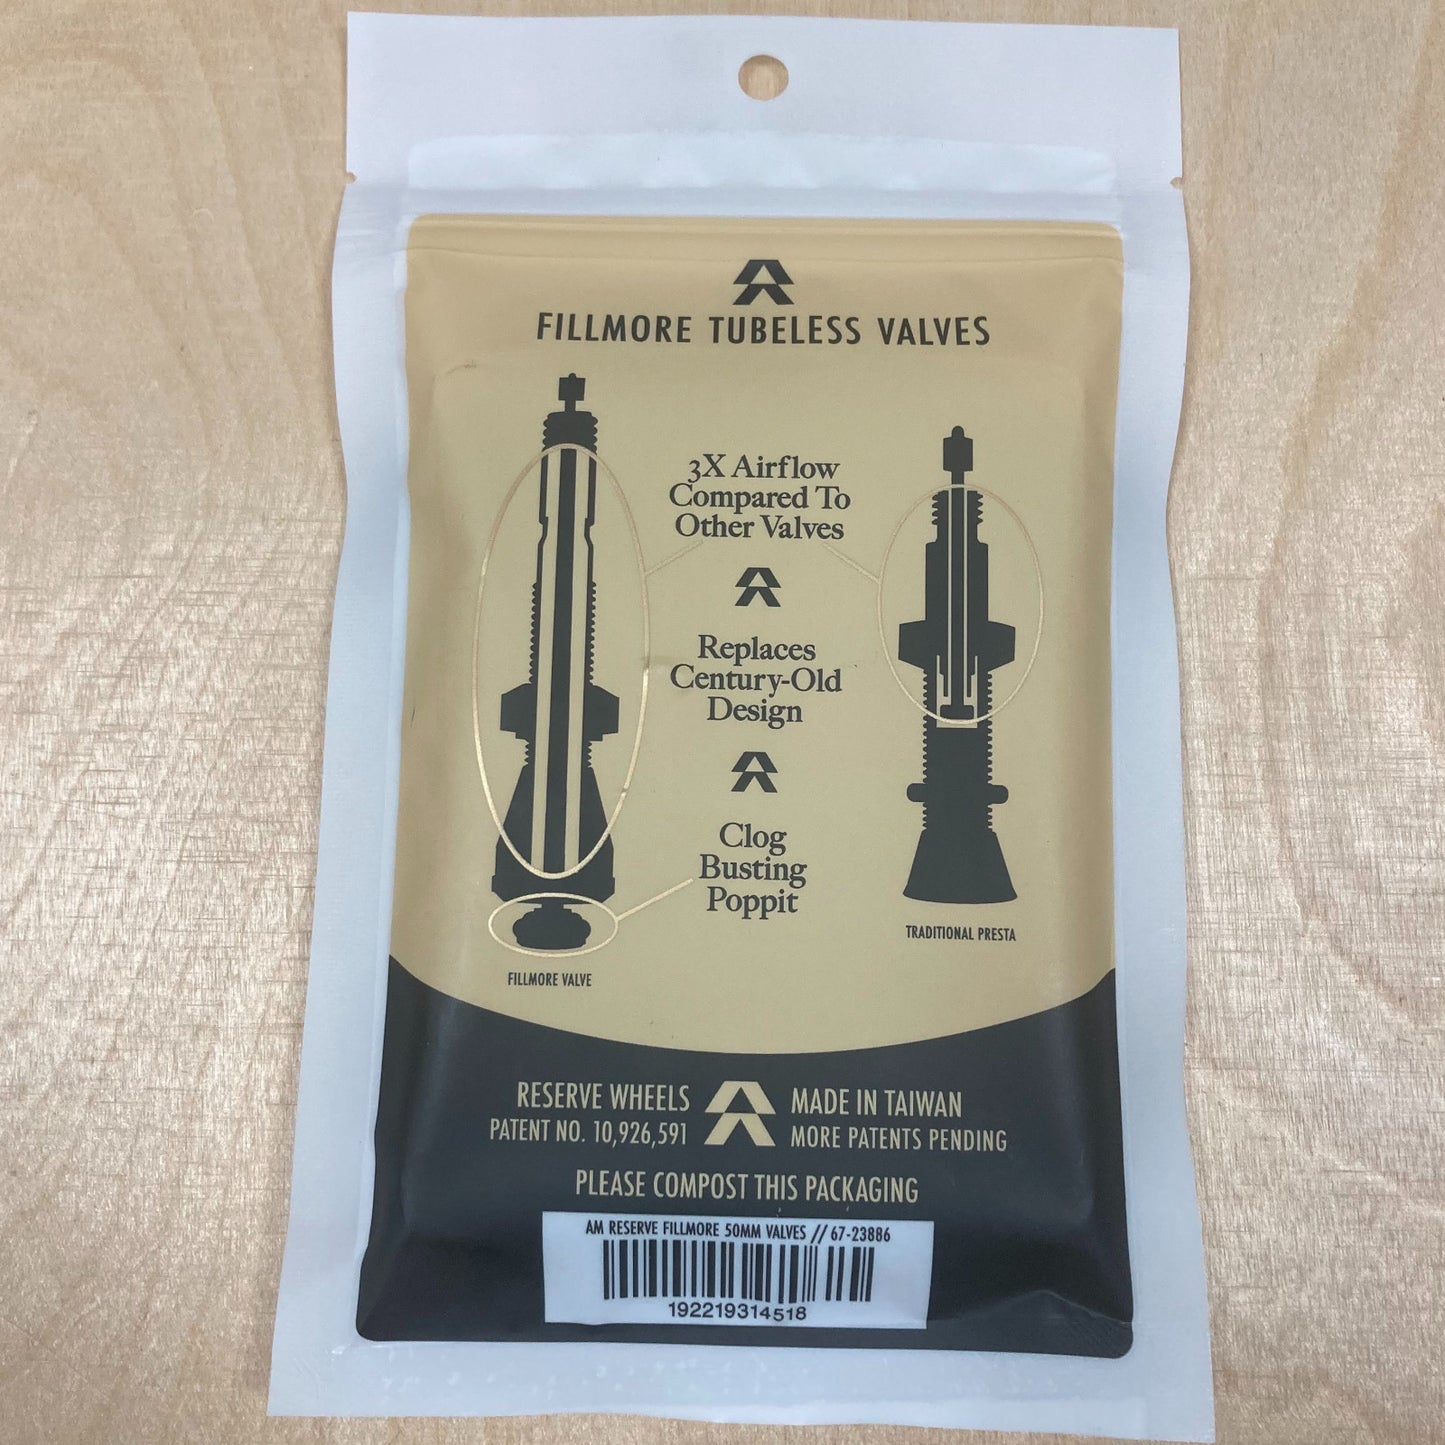 FILLMORE TUBELESS VALVES
3X Airflow
Compared To
Other Valves
Replaces
Century-Old
Design
Clog
Busting
Poppit
FILLMORE VALVE
TRADITIONAL PRESTA
RESERVE WHEELS
PATENT NO. 10,926,591
MADE IN TAIWAN
MORE PATENTS PENDING
PLEASE COMPOST THIS PACKAGING
AM RESERVE FILLMORE 50MM VALVES // 67-23886
192219314518